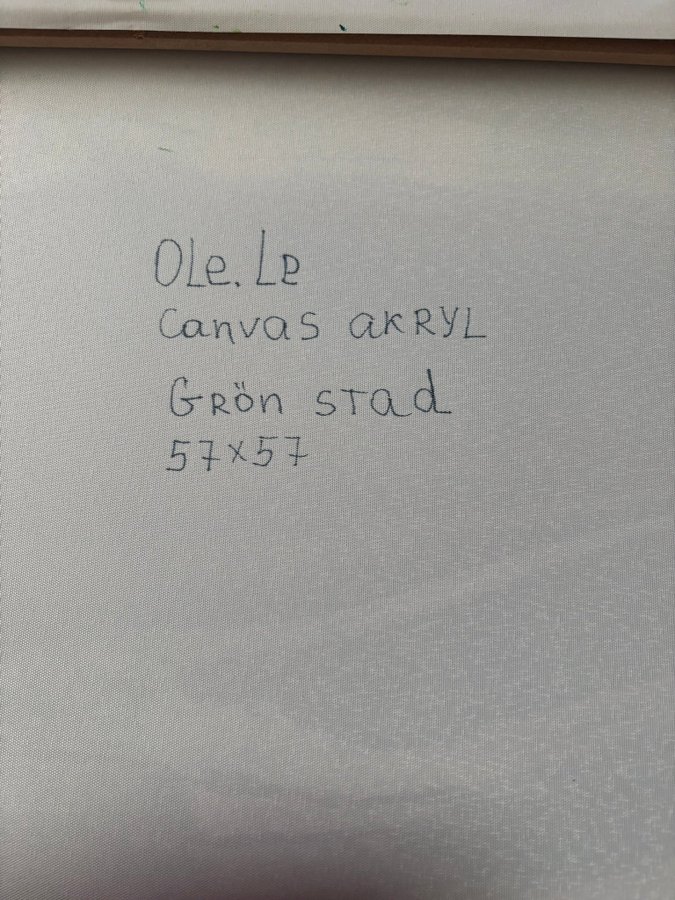 OLe. Le
Canvas aKRYL
GRön STad
57x57